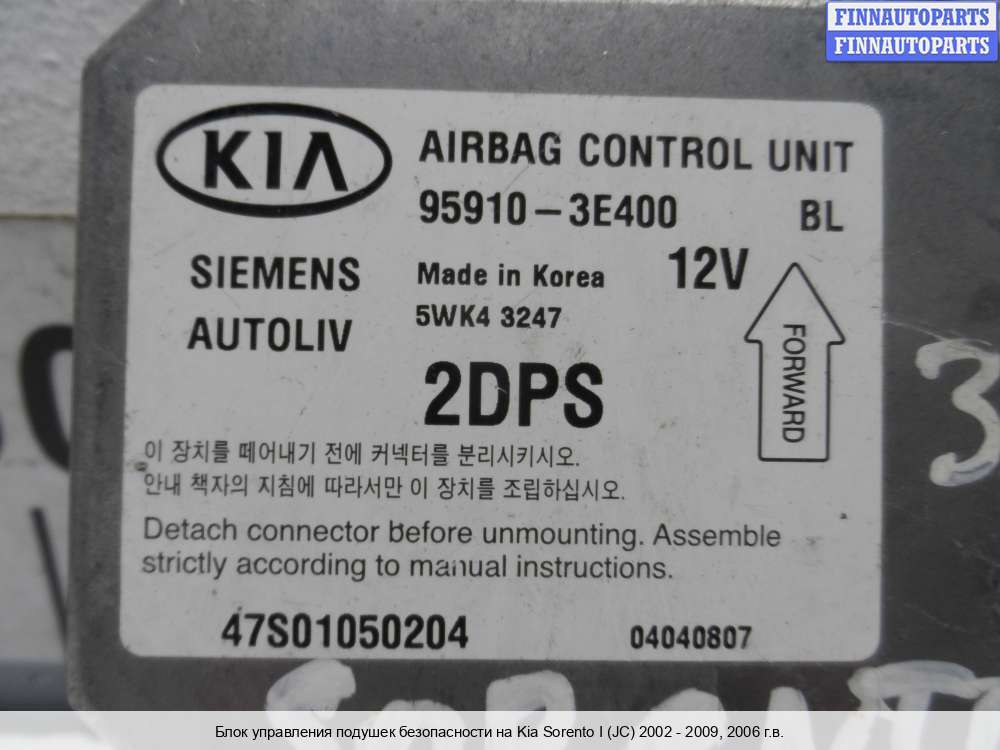 FINNAUTOPARTS
FINNAUTOPARTS
KIA AIRBAG CONTROL UNIT
95910-3E400 BL
SIEMENS Made in Korea 12V
AUTOLIV 5WK4 3247
FORWARD
2DPS
이 장치를 떼어내기 전에 커넥터를 분리시키시오.
안내 책자의 지침에 따라서만 이 장치를 조립하십시오.
Detach connector before unmounting. Assemble
strictly according to manual instructions.
47S01050204 04040807
3
Блок управления подушек безопасности на Kia Sorento I (JC) 2002 - 2009, 2006 г.в.